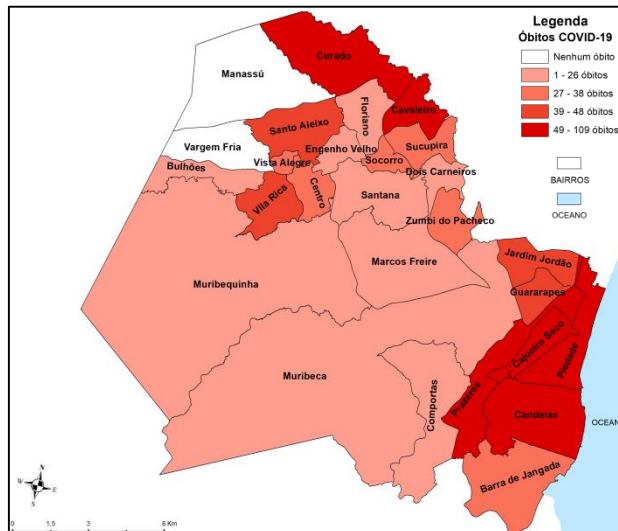 Legenda
Óbitos COVID-19
Nenhum óbito
1 - 26 óbitos
27 - 38 óbitos
39 - 48 óbitos
49 - 109 óbitos
BAIRROS
OCEANO
Curado
Manassú
Floriano
Cavaleiro
Santo Aleixo
Vargem Fria
Engenho Velho
Sucupira
Vista Alegre
Socorro
Bulhões
Dois Carneiros
Vila Rica
Centro
Santana
Zumbi do Pacheco
Marcos Freire
Jardim Jordão
Muribequinha
Guararapes
Cajueiro Seco
Piedade
Muribeca
Comportas
Prazeres
Candeias
OCEAN
Barra de Jangada
N
W
E
S
0 1,5 3 6 Km